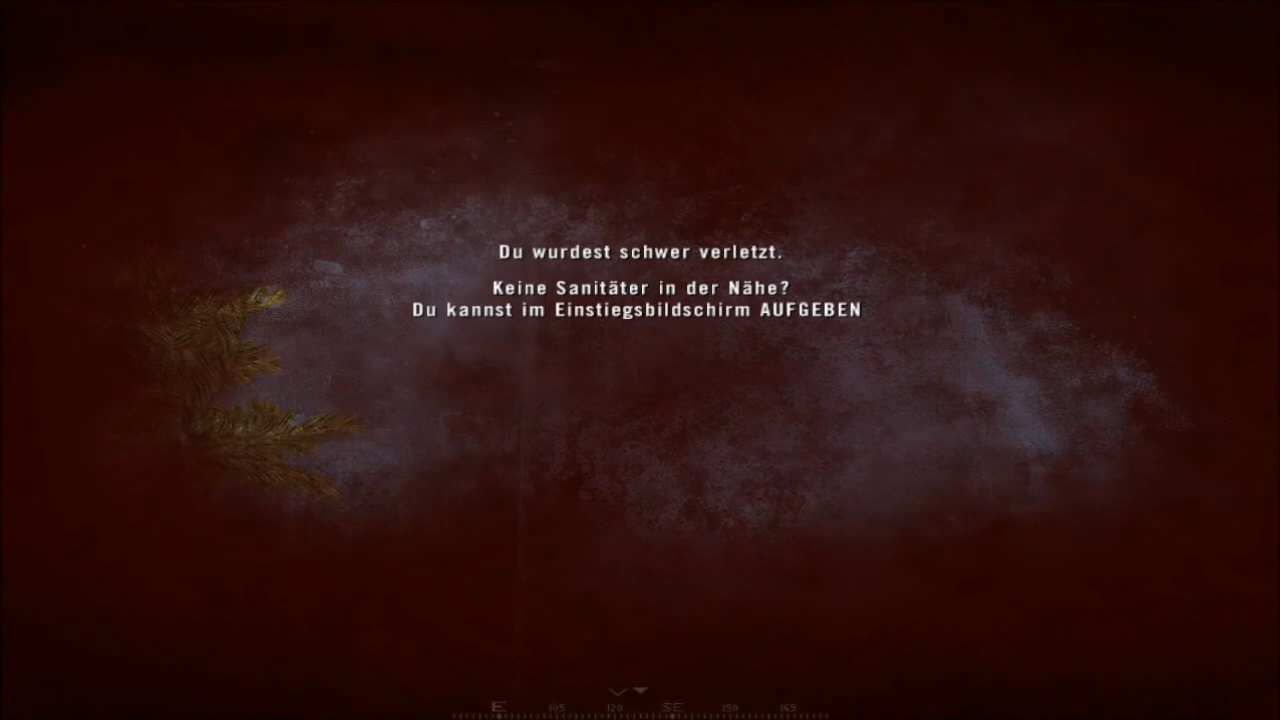 Du wurdest schwer verletzt.
Keine Sanitäter in der Nähe?
Du kannst im Einstiegsbildschirm AUFGEBEN
E 105 120 SE 150 165